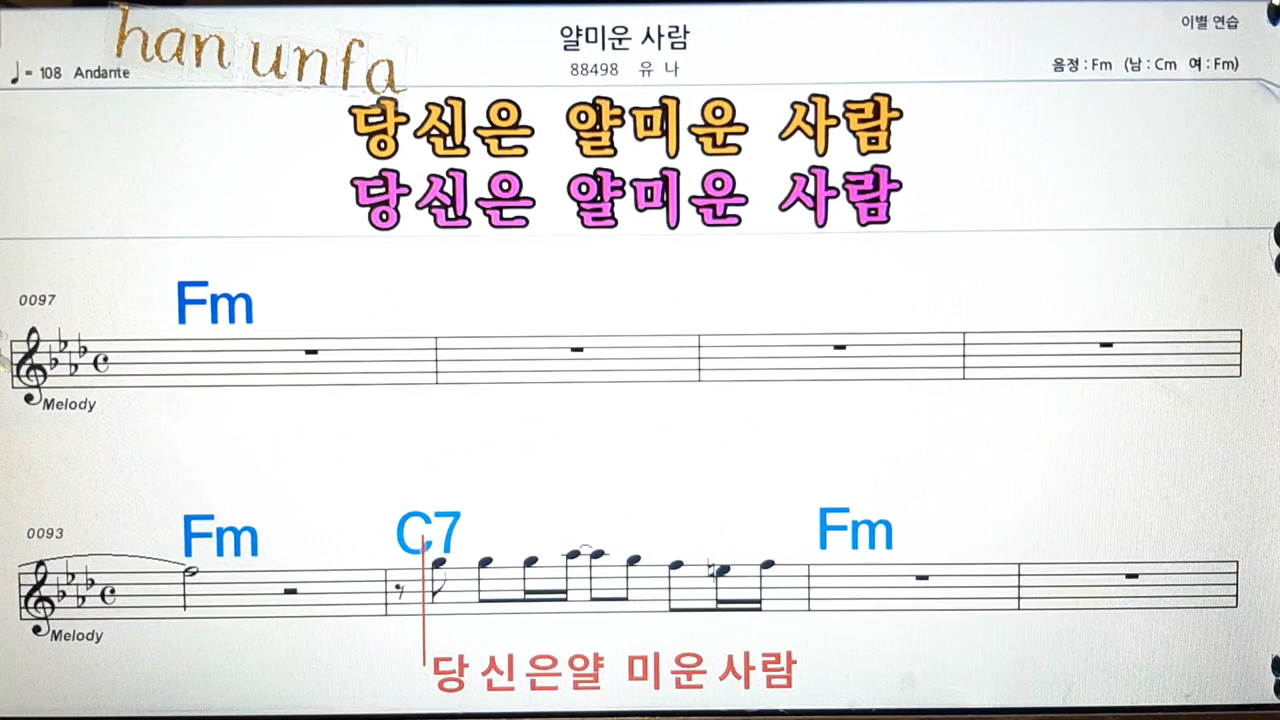 han unfa
얄미운 사람
이별 연습
♩= 108 Andante
88498 유 나
음정 : Fm (남 : Cm 여 : Fm)
당신은 얄미운 사람
당신은 얄미운 사람
0097
Fm
Melody
0093
Fm C7 Fm
Melody
당신은얄 미운사람